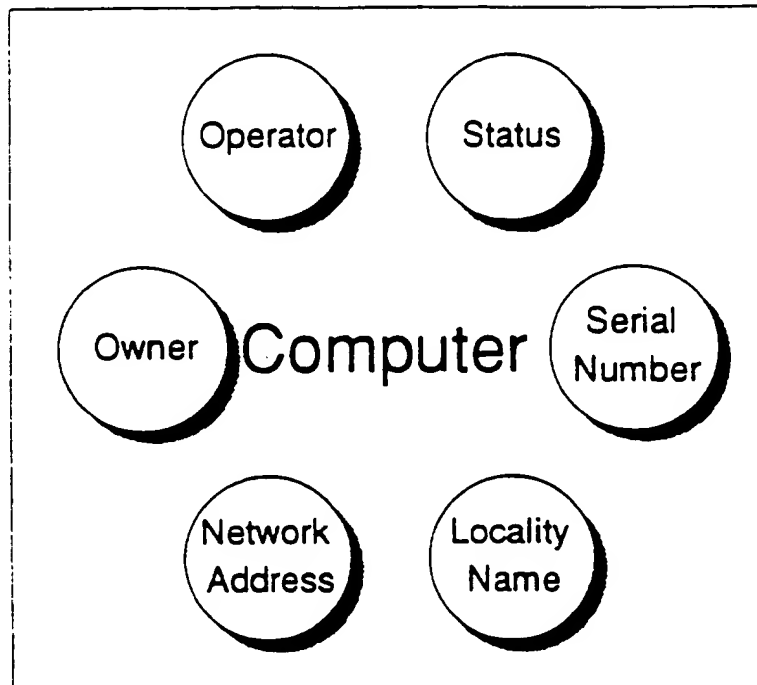 Operator
Status
Owner
Computer
Serial
Number
Network
Address
Locality
Name